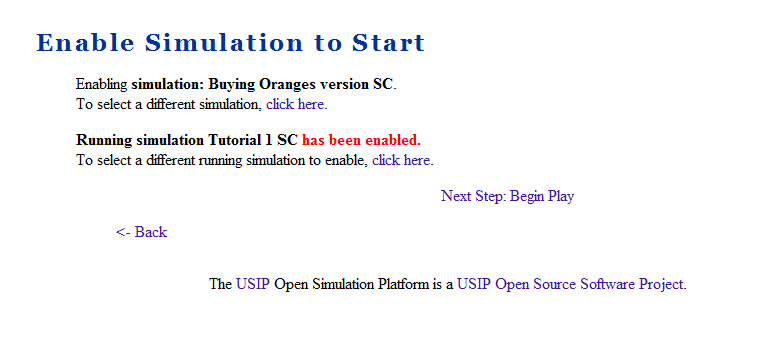 Enable Simulation to Start
Enabling simulation: Buying Oranges version SC.
To select a different simulation, click here.
Running simulation Tutorial 1 SC has been enabled.
To select a different running simulation to enable, click here.
Next Step: Begin Play
<- Back
The USIP Open Simulation Platform is a USIP Open Source Software Project.